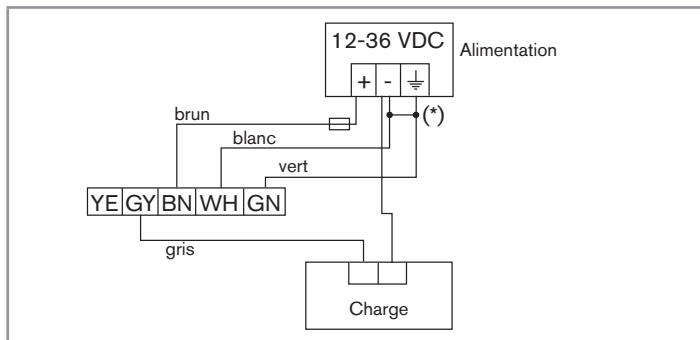 12-36 VDC
Alimentation
+ -
(*)
brun
blanc
vert
YE GY BN WH GN
gris
Charge